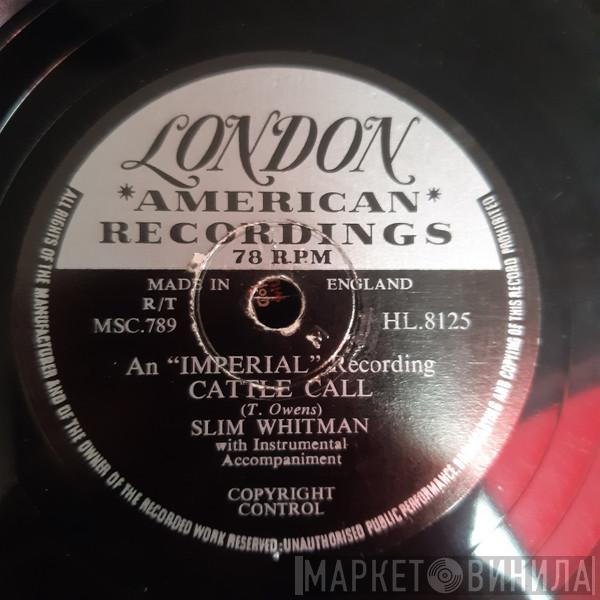 LONDON
*AMERICAN*
RECORDINGS
78 RPM
MADE IN ENGLAND
R/T
MSC.789
HL.8125
An "IMPERIAL" Recording
CATTLE CALL
(T. Owens)
SLIM WHITMAN
with Instrumental
Accompaniment
COPYRIGHT
CONTROL
ALL RIGHTS OF THE MANUFACTURER AND OF THE OWNER OF THE RECORDED WORK RESERVED:UNAUTHORISED PUBLIC PERFORMANCE AND COPYING OF THIS RECORD PROHIBITED
МАРКЕТ ВИНИЛА